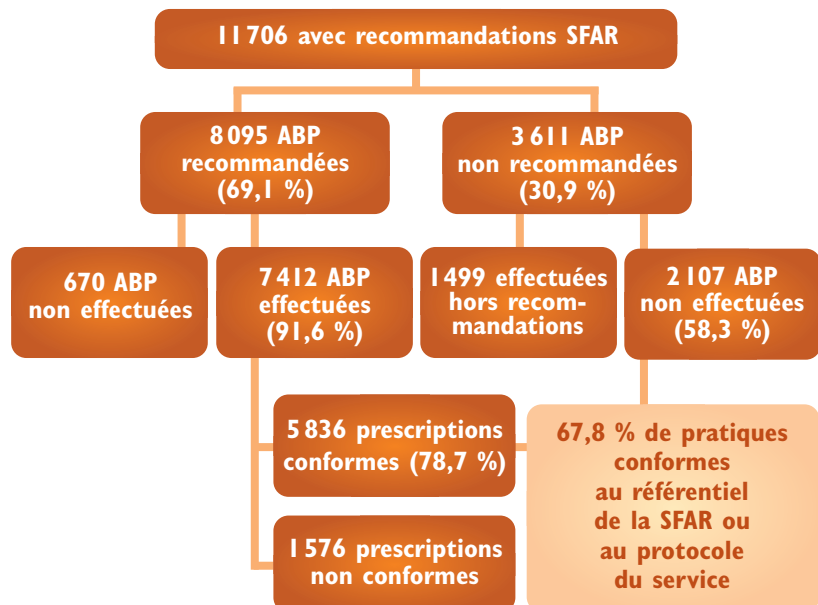 11 706 avec recommandations SFAR
8 095 ABP
recommandées
(69,1 %)
3 611 ABP
non recommandées
(30,9 %)
670 ABP
non effectuées
7 412 ABP
effectuées
(91,6 %)
1 499 effectuées
hors recom-
mandations
2 107 ABP
non effectuées
(58,3 %)
5 836 prescriptions
conformes (78,7 %)
67,8 % de pratiques
conformes
au référentiel
de la SFAR ou
au protocole
du service
1 576 prescriptions
non conformes